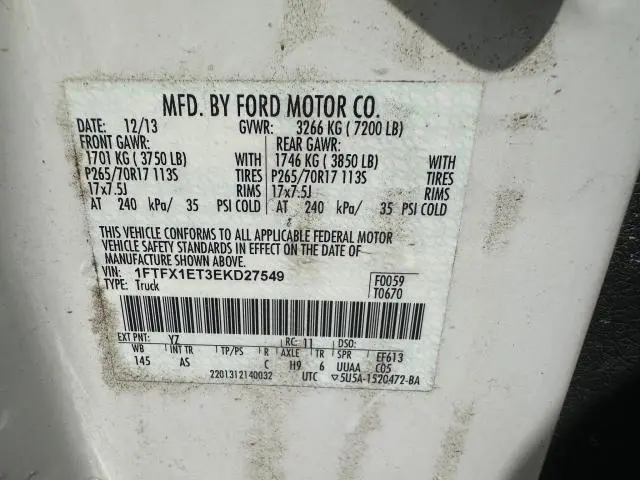 MFD. BY FORD MOTOR CO.
DATE: 12/13 GVWR: 3266 KG ( 7200 LB)
FRONT GAWR: REAR GAWR:
1701 KG ( 3750 LB) WITH 1746 KG ( 3850 LB) WITH
P265/70R17 113S TIRES P265/70R17 113S TIRES
17x7.5J RIMS 17x7.5J RIMS
AT 240 kPa/ 35 PSI COLD AT 240 kPa/ 35 PSI COLD
THIS VEHICLE CONFORMS TO ALL APPLICABLE FEDERAL MOTOR
VEHICLE SAFETY STANDARDS IN EFFECT ON THE DATE OF
MANUFACTURE SHOWN ABOVE.
VIN: 1FTFX1ET3EKD27549 F0059
TYPE: Truck T0670
EXT PNT: YZ RC: 11 DSO:
WB INT TR TP/PS R AXLE TR SPR EF613
145 AS C H9 6 UUAA C05
2201312140032 UTC ▽5U5A-1520472-BA